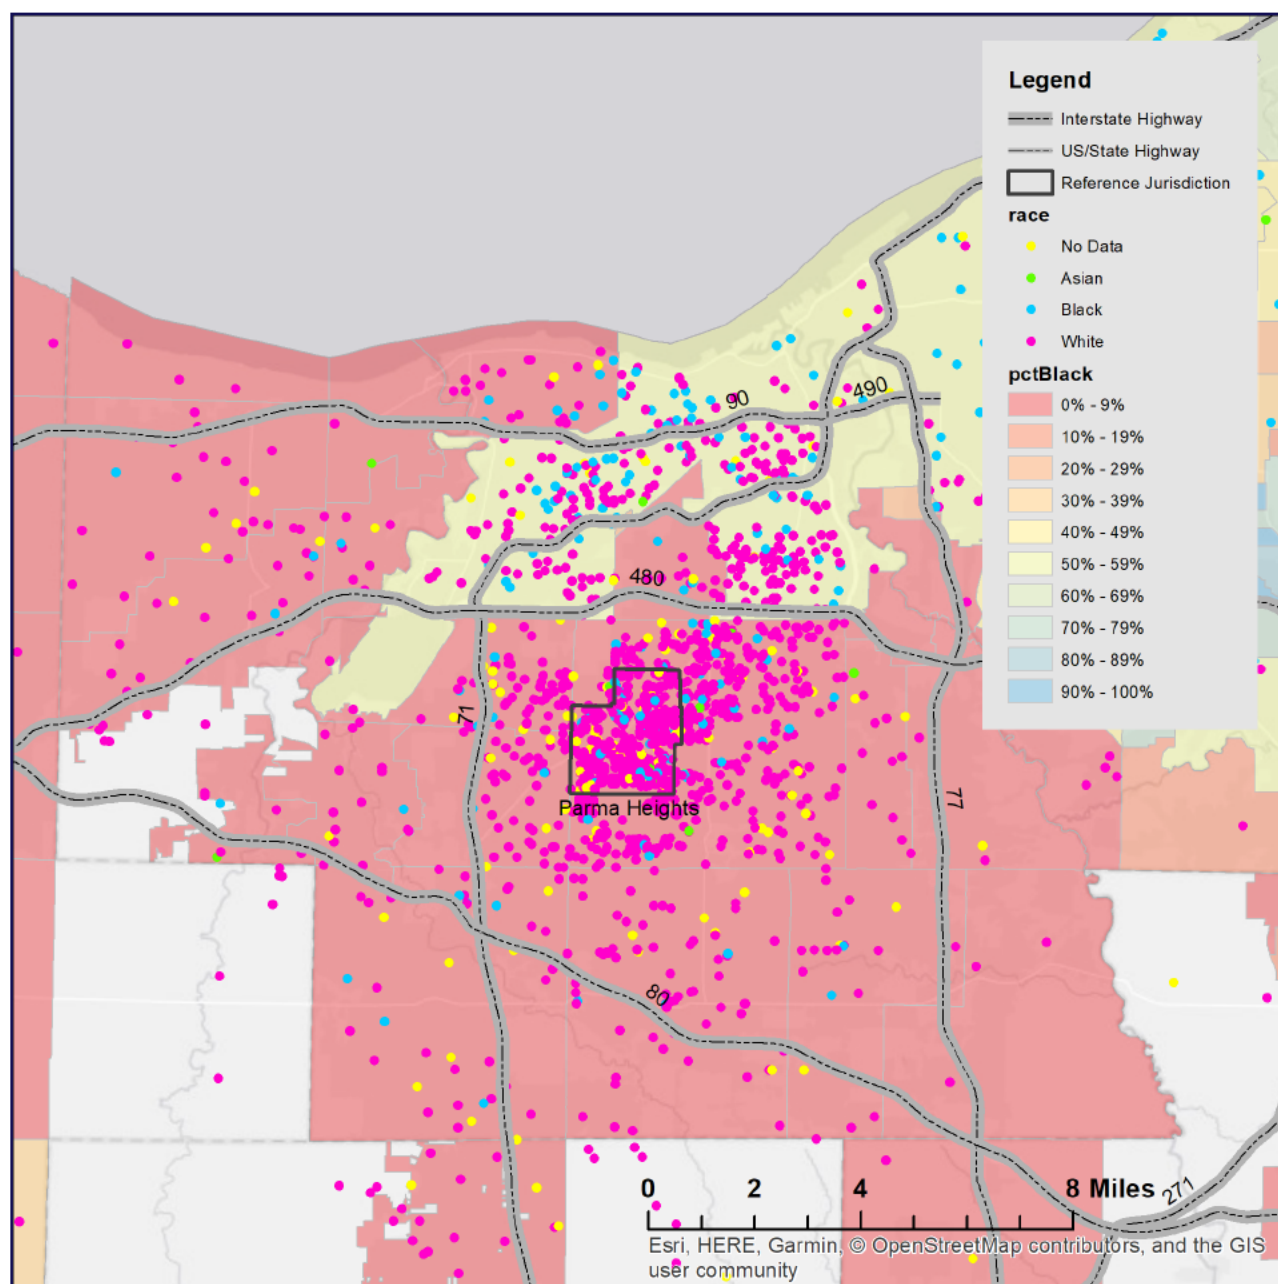 Legend
Interstate Highway
US/State Highway
Reference Jurisdiction
race
No Data
Asian
Black
White
pctBlack
0% - 9%
10% - 19%
20% - 29%
30% - 39%
40% - 49%
50% - 59%
60% - 69%
70% - 79%
80% - 89%
90% - 100%
90
490
480
71
Parma Heights
77
80
271
0 2 4 8 Miles
Esri, HERE, Garmin, © OpenStreetMap contributors, and the GIS
user community